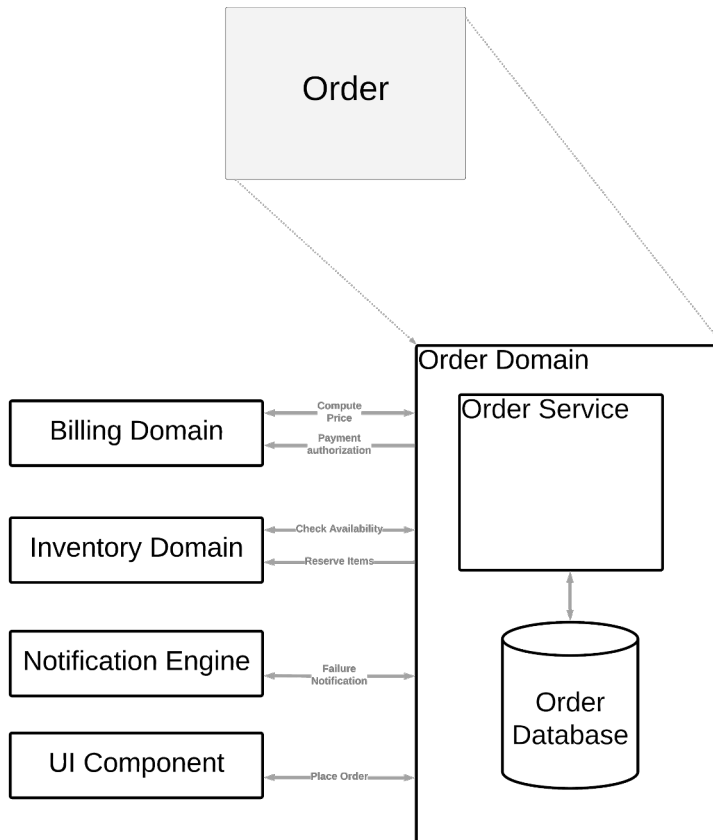 Order
Order Domain
Order Service
Compute
Price
Billing Domain
Payment
authorization
Check Availability
Inventory Domain
Reserve Items
Notification Engine
Failure
Notification
Order
Database
UI Component
Place Order